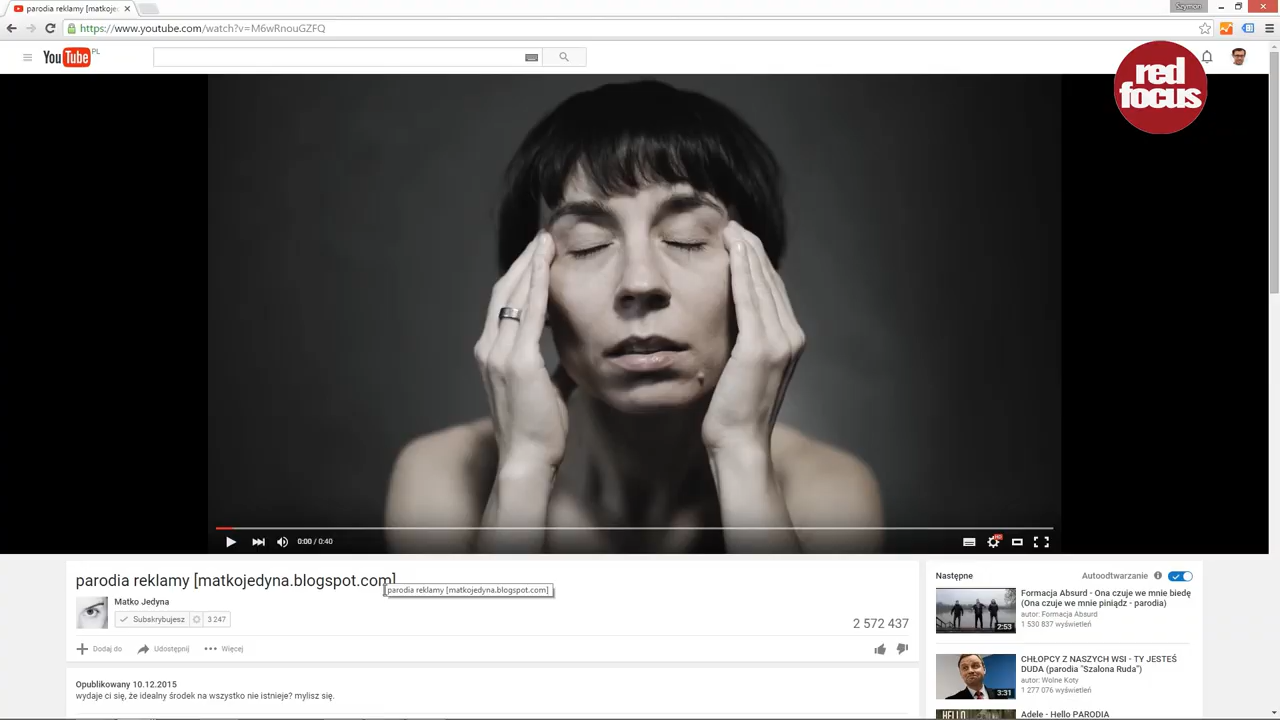 parodia reklamy [matkoje
Szymon
https://www.youtube.com/watch?v=M6wRnouGZFQ
YouTube PL
red
focus
0:00 / 0:40
HD
parodia reklamy [matkojedyna.blogspot.com]
parodia reklamy [matkojedyna.blogspot.com]
Matko Jedyna
Subskrybujesz 3 247
2 572 437
Dodaj do Udostępnij Więcej
Opublikowany 10.12.2015
wydaje ci się, że idealny środek na wszystko nie istnieje? mylisz się.
Następne Autoodtwarzanie
Formacja Absurd - Ona czuje we mnie biedę
(Ona czuje we mnie piniądz - parodia)
autor: Formacja Absurd
1 530 837 wyświetleń
2:53
CHŁOPCY Z NASZYCH WSI - TY JESTEŚ
DUDA (parodia "Szalona Ruda")
autor: Wolne Koty
1 277 076 wyświetleń
3:31
Adele - Hello PARODIA
HELLO